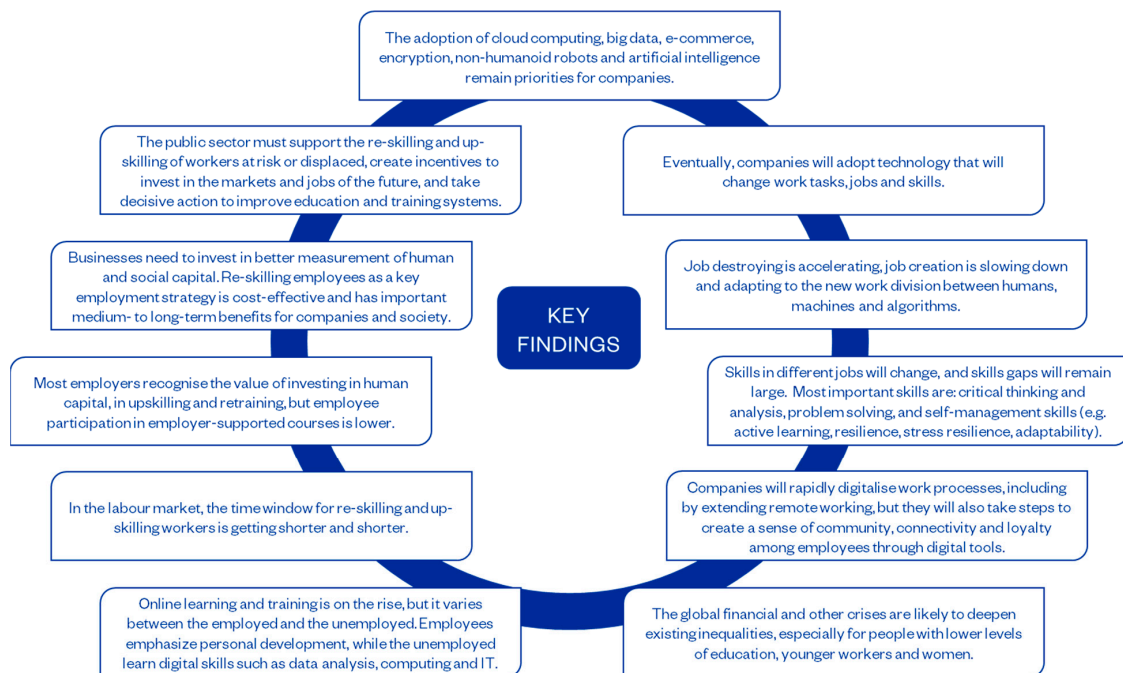 The adoption of cloud computing, big data, e-commerce,
encryption, non-humanoid robots and artificial intelligence
remain priorities for companies.
Eventually, companies will adopt technology that will
change work tasks, jobs and skills.
Job destroying is accelerating, job creation is slowing down
and adapting to the new work division between humans,
machines and algorithms.
Skills in different jobs will change, and skills gaps will remain
large. Most important skills are: critical thinking and
analysis, problem solving, and self-management skills (e.g.
active learning, resilience, stress resilience, adaptability).
Companies will rapidly digitalise work processes, including
by extending remote working, but they will also take steps to
create a sense of community, connectivity and loyalty
among employees through digital tools.
The global financial and other crises are likely to deepen
existing inequalities, especially for people with lower levels
of education, younger workers and women.
Online learning and training is on the rise, but it varies
between the employed and the unemployed. Employees
emphasize personal development, while the unemployed
learn digital skills such as data analysis, computing and IT.
In the labour market, the time window for re-skilling and up-
skilling workers is getting shorter and shorter.
Most employers recognise the value of investing in human
capital, in upskilling and retraining, but employee
participation in employer-supported courses is lower.
Businesses need to invest in better measurement of human
and social capital. Re-skilling employees as a key
employment strategy is cost-effective and has important
medium- to long-term benefits for companies and society.
The public sector must support the re-skilling and up-
skilling of workers at risk or displaced, create incentives to
invest in the markets and jobs of the future, and take
decisive action to improve education and training systems.
KEY
FINDINGS